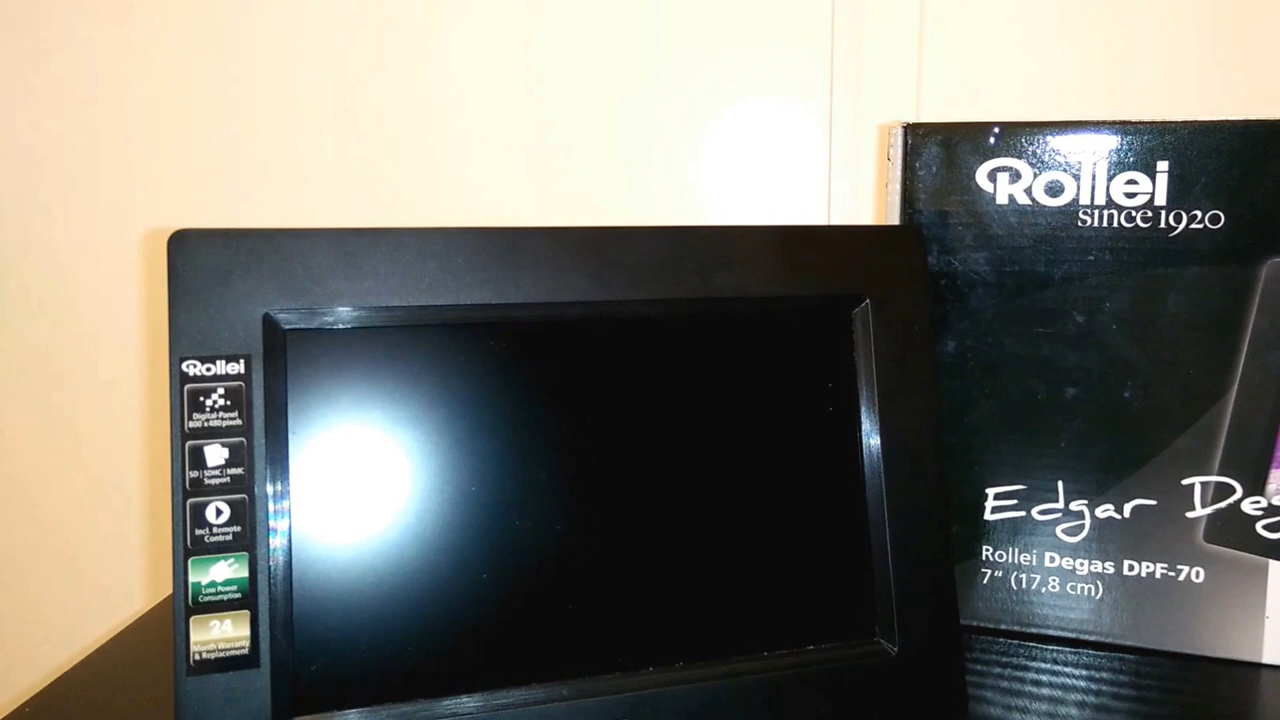 Rollei
Digital-Panel
800 x 480 pixels
SD | SDHC | MMC
Support
Incl. Remote
Control
Low Power
Consumption
24
Month Warranty
& Replacement
Rollei
since 1920
Edgar Deg
Rollei Degas DPF-70
7“ (17,8 cm)